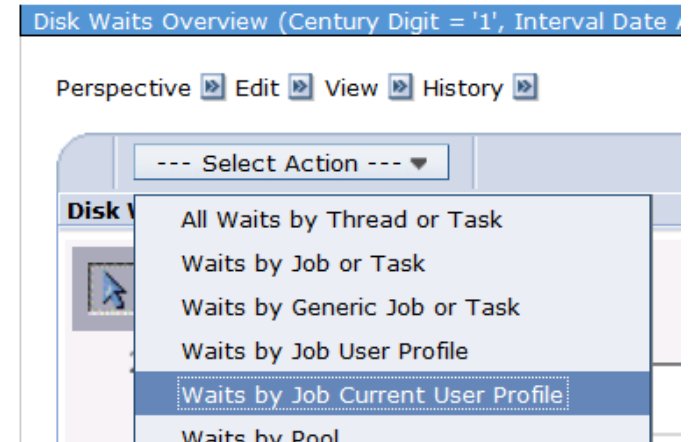 Disk Waits Overview (Century Digit = '1', Interval Date
Perspective Edit View History
--- Select Action ---
Disk
All Waits by Thread or Task
Waits by Job or Task
Waits by Generic Job or Task
Waits by Job User Profile
Waits by Job Current User Profile
Waits by Pool